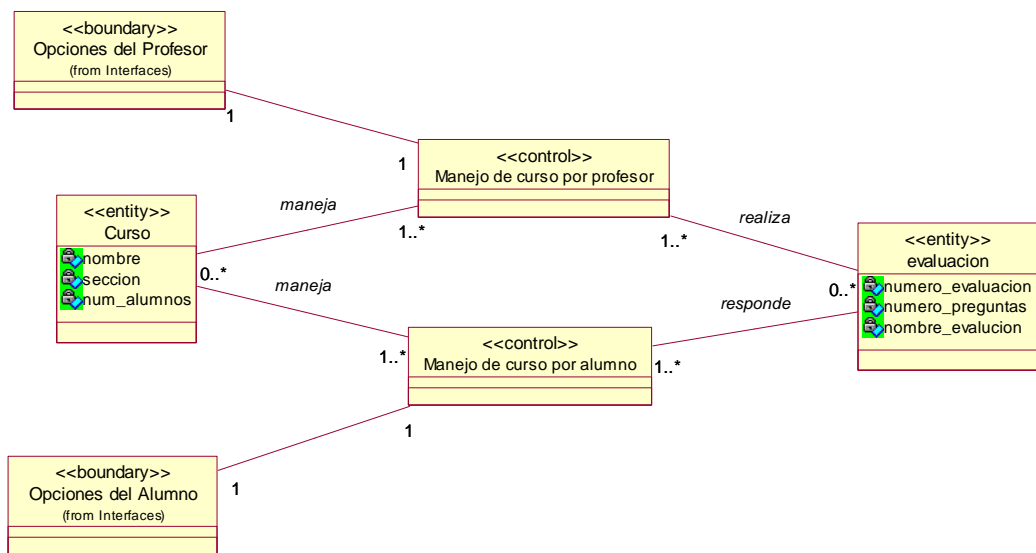 <<boundary>>
Opciones del Profesor
(from Interfaces)
1
1
<<control>>
Manejo de curso por profesor
maneja
1..*
realiza
1..*
<<entity>>
Curso
nombre
seccion
num_alumnos
0..*
maneja
1..*
<<entity>>
evaluacion
numero_evaluacion
numero_preguntas
nombre_evalucion
0..*
responde
1..*
<<control>>
Manejo de curso por alumno
1
1
<<boundary>>
Opciones del Alumno
(from Interfaces)